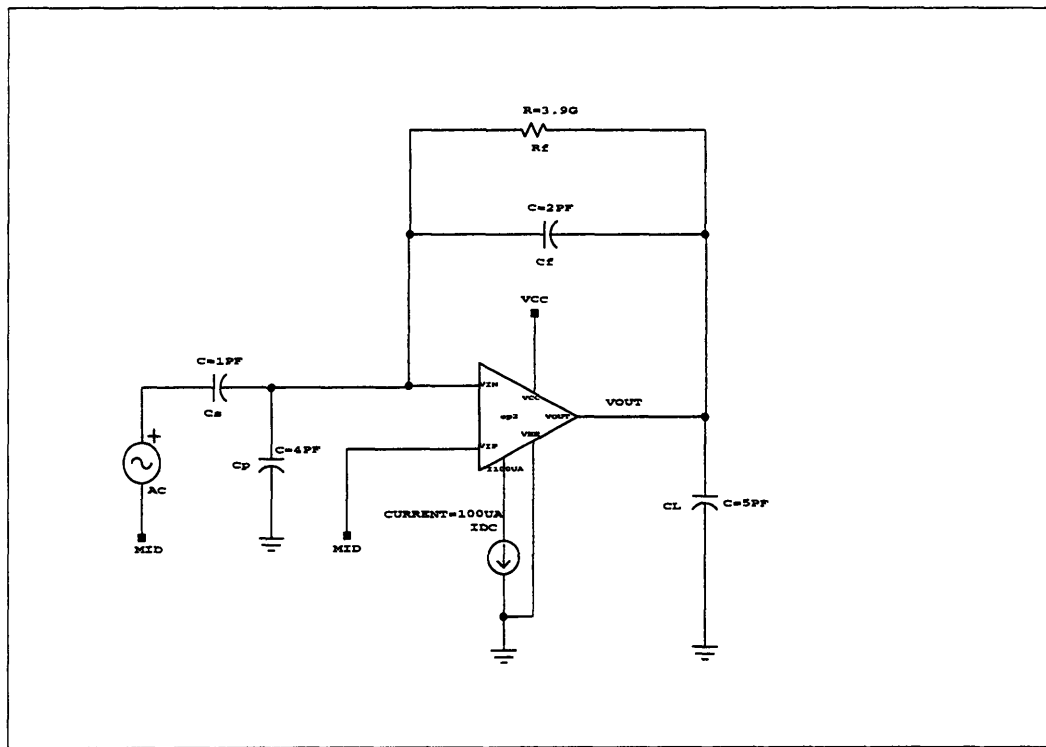 R=3.9G
Rf
C=2PF
Cf
VCC
C=1PF
Cs
VIN
VCC
VOUT
VOUT
op2
VEE
VIP
I100UA
C=4PF
Cp
AC
CURRENT=100UA
IDC
C=5PF
CL
MID
MID